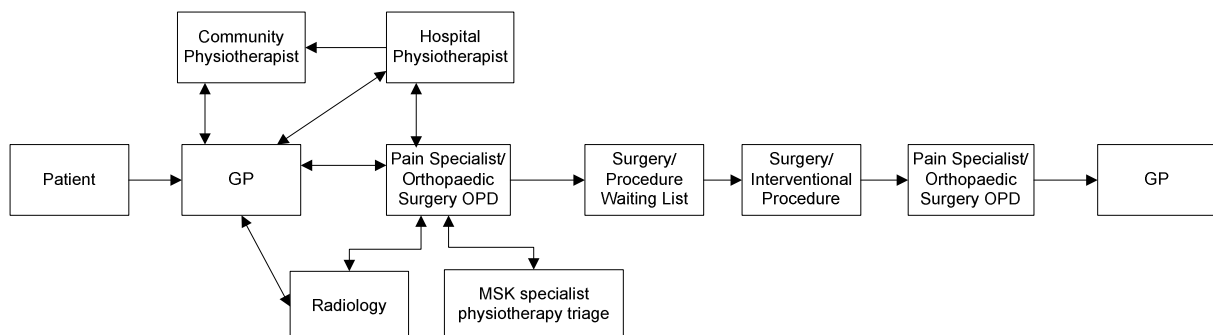 Community
Physiotherapist
Hospital
Physiotherapist
Patient
GP
Pain Specialist/
Orthopaedic
Surgery OPD
Surgery/
Procedure
Waiting List
Surgery/
Interventional
Procedure
Pain Specialist/
Orthopaedic
Surgery OPD
GP
Radiology
MSK specialist
physiotherapy triage